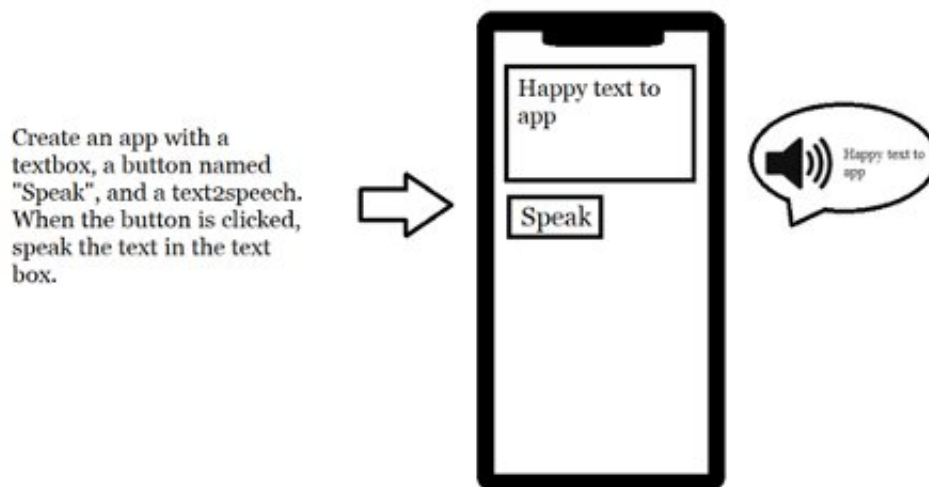 Create an app with a
textbox, a button named
"Speak", and a text2speech.
When the button is clicked,
speak the text in the text
box.
Happy text to
app
Speak
Happy text to
app